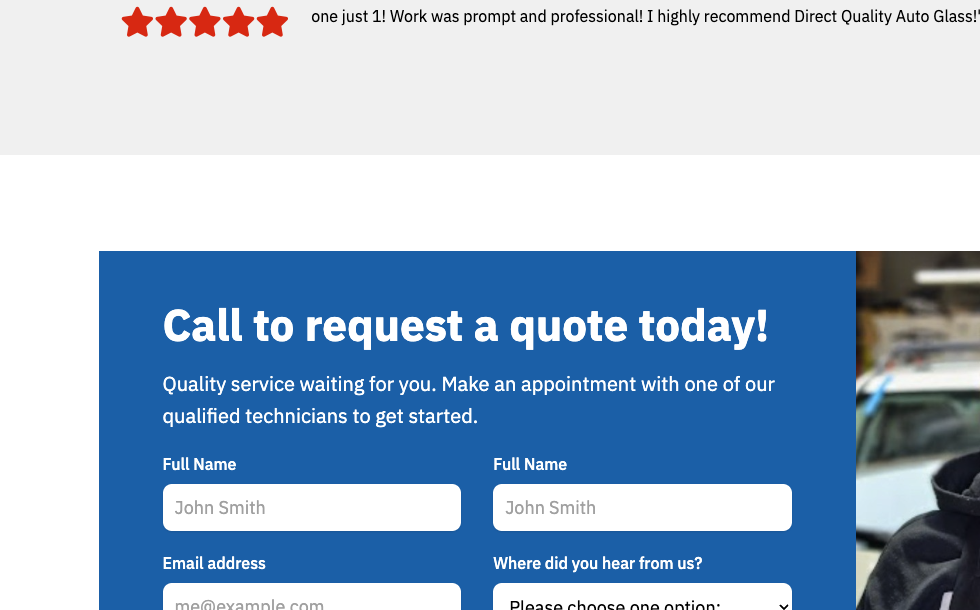 one just 1! Work was prompt and professional! I highly recommend Direct Quality Auto Glass!"
Call to request a quote today!
Quality service waiting for you. Make an appointment with one of our
qualified technicians to get started.
Full Name
Full Name
John Smith
John Smith
Email address
Where did you hear from us?
me@example.com
Please choose one option: